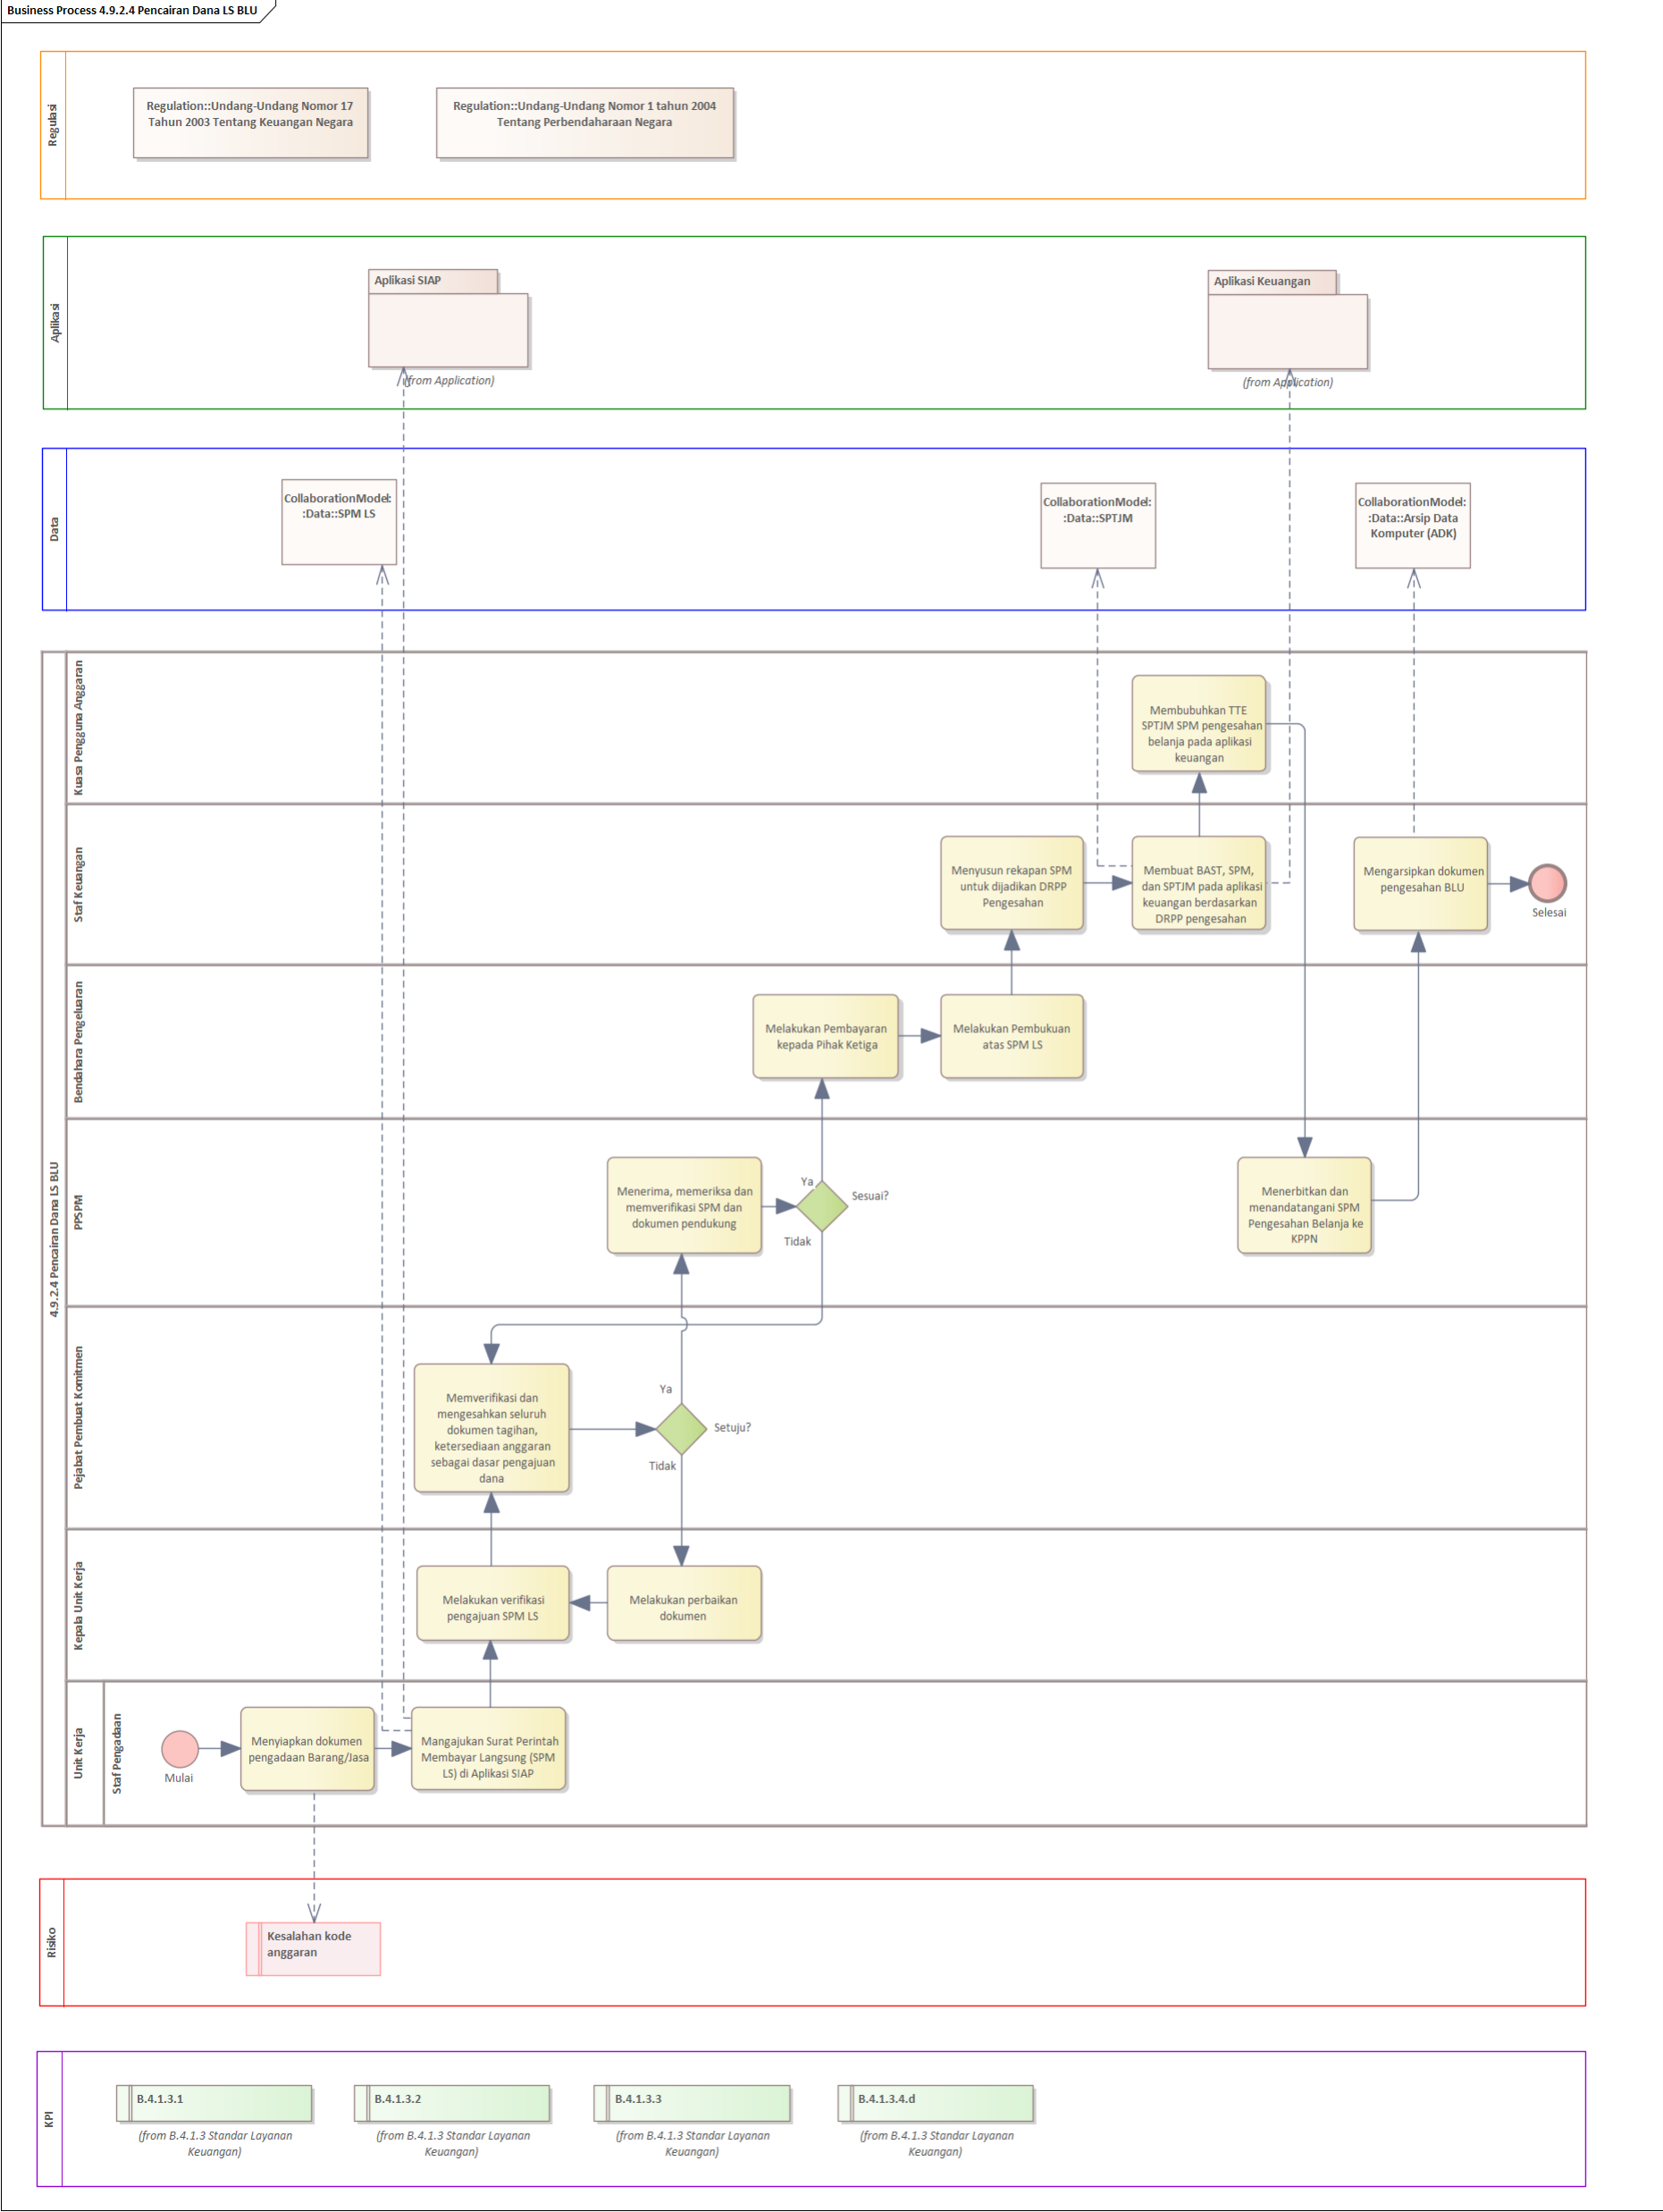 Business Process 4.9.2.4 Pencairan Dana LS BLU
Regulasi
Regulation::Undang-Undang Nomor 17
Tahun 2003 Tentang Keuangan Negara
Regulation::Undang-Undang Nomor 1 tahun 2004
Tentang Perbendaharaan Negara
Aplikasi
Aplikasi SIAP
(from Application)
Aplikasi Keuangan
(from Application)
Data
CollaborationModel:
:Data::SPM LS
CollaborationModel:
:Data::SPTJM
CollaborationModel:
:Data::Arsip Data
Komputer (ADK)
4.9.2.4 Pencairan Dana LS BLU
Kuasa Pengguna Anggaran
Membubuhkan TTE
SPTJM SPM pengesahan
belanja pada aplikasi
keuangan
Staf Keuangan
Menyusun rekapan SPM
untuk dijadikan DRPP
Pengesahan
Membuat BAST, SPM,
dan SPTJM pada aplikasi
keuangan berdasarkan
DRPP pengesahan
Mengarsipkan dokumen
pengesahan BLU
Selesai
Bendahara Pengeluaran
Melakukan Pembayaran
kepada Pihak Ketiga
Melakukan Pembukuan
atas SPM LS
PPSPM
Menerima, memeriksa dan
memverifikasi SPM dan
dokumen pendukung
Ya
Sesuai?
Tidak
Menerbitkan dan
menandatangani SPM
Pengesahan Belanja ke
KPPN
Pejabat Pembuat Komitmen
Memverifikasi dan
mengesahkan seluruh
dokumen tagihan,
ketersediaan anggaran
sebagai dasar pengajuan
dana
Ya
Setuju?
Tidak
Kepala Unit Kerja
Melakukan verifikasi
pengajuan SPM LS
Melakukan perbaikan
dokumen
Unit Kerja
Staf Pengadaan
Mulai
Menyiapkan dokumen
pengadaan Barang/Jasa
Mangajukan Surat Perintah
Membayar Langsung (SPM
LS) di Aplikasi SIAP
Risiko
Kesalahan kode
anggaran
KPI
B.4.1.3.1
(from B.4.1.3 Standar Layanan
Keuangan)
B.4.1.3.2
(from B.4.1.3 Standar Layanan
Keuangan)
B.4.1.3.3
(from B.4.1.3 Standar Layanan
Keuangan)
B.4.1.3.4.d
(from B.4.1.3 Standar Layanan
Keuangan)